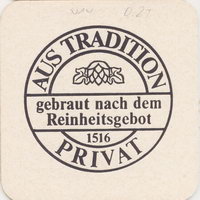 AUS TRADITION
gebraut nach dem
Reinheitsgebot
1516
PRIVAT